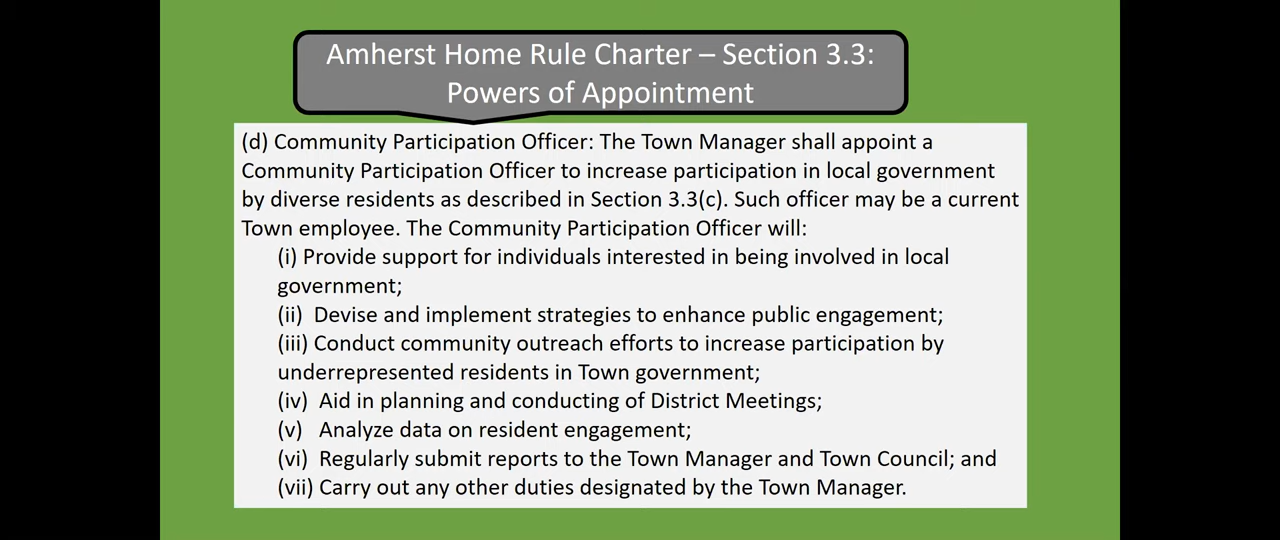 Amherst Home Rule Charter – Section 3.3:
Powers of Appointment
(d) Community Participation Officer: The Town Manager shall appoint a
Community Participation Officer to increase participation in local government
by diverse residents as described in Section 3.3(c). Such officer may be a current
Town employee. The Community Participation Officer will:
(i) Provide support for individuals interested in being involved in local
government;
(ii) Devise and implement strategies to enhance public engagement;
(iii) Conduct community outreach efforts to increase participation by
underrepresented residents in Town government;
(iv) Aid in planning and conducting of District Meetings;
(v) Analyze data on resident engagement;
(vi) Regularly submit reports to the Town Manager and Town Council; and
(vii) Carry out any other duties designated by the Town Manager.